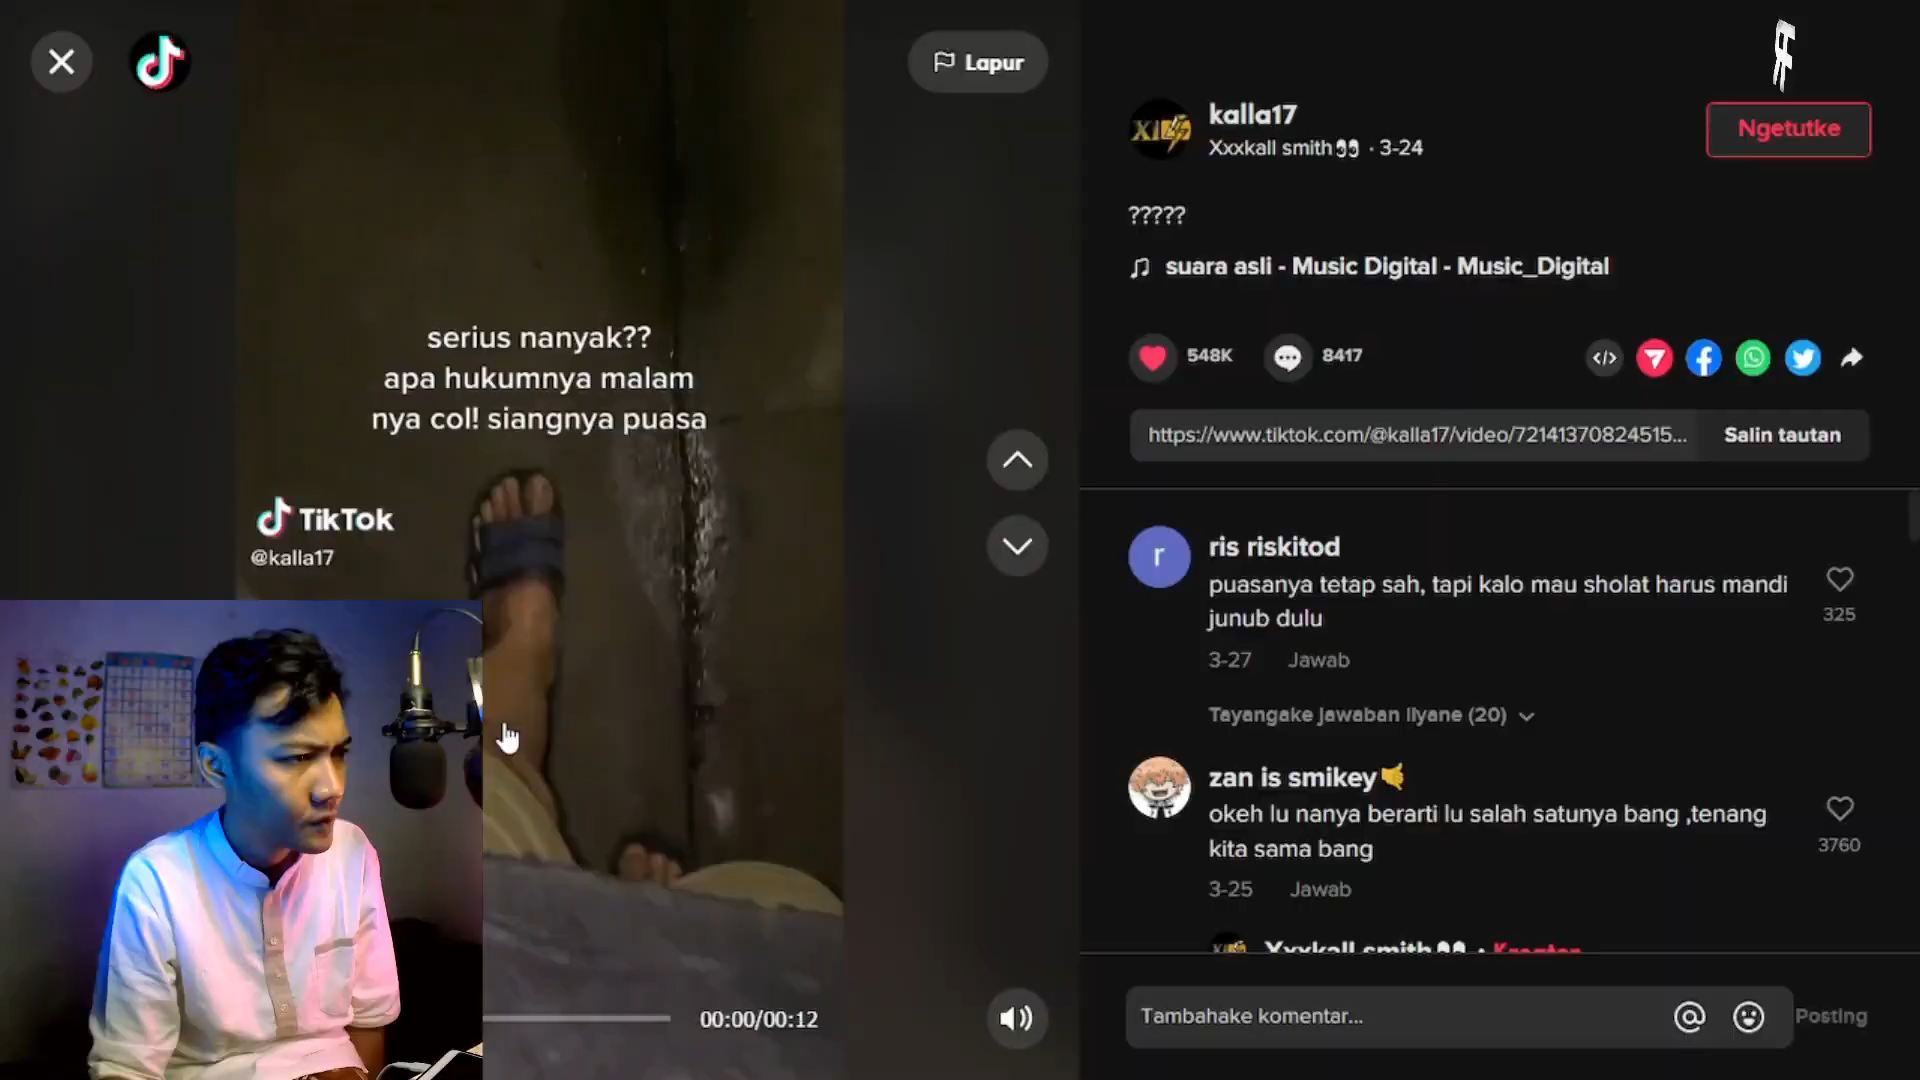 Lapur
serius nanyak??
apa hukumnya malam
nya col! siangnya puasa
TikTok
@kalla17
00:00/00:12
kalla17
Xxxkall smith👀 · 3-24
Ngetutke
?????
suara asli - Music Digital - Music_Digital
548K
8417
https://www.tiktok.com/@kalla17/video/72141370824515...
Salin tautan
ris riskitod
puasanya tetap sah, tapi kalo mau sholat harus mandi
junub dulu
325
3-27 Jawab
Tayangake jawaban liyane (20)
zan is smikey🤙
okeh lu nanya berarti lu salah satunya bang ,tenang
kita sama bang
3760
3-25 Jawab
Xxxkall smith👀 · Kreator
Tambahake komentar...
Posting